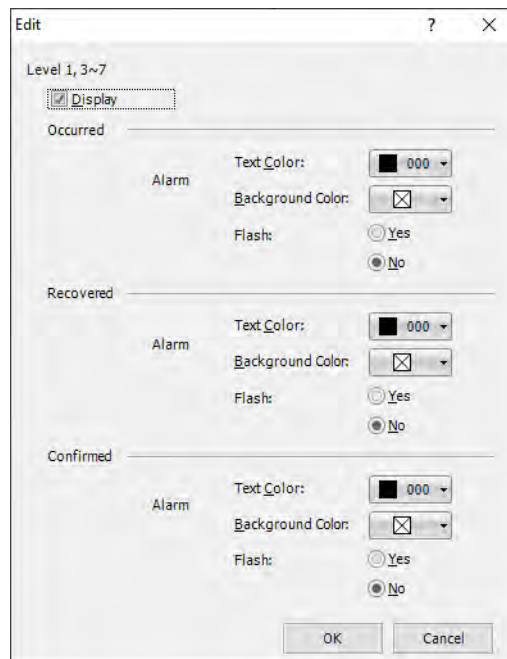 Edit ?
Level 1, 3~7
Display
Occurred
Text Color: 000
Alarm
Background Color:
Flash: Yes
No
Recovered
Text Color: 000
Alarm
Background Color:
Flash: Yes
No
Confirmed
Text Color: 000
Alarm
Background Color:
Flash: Yes
No
OK Cancel